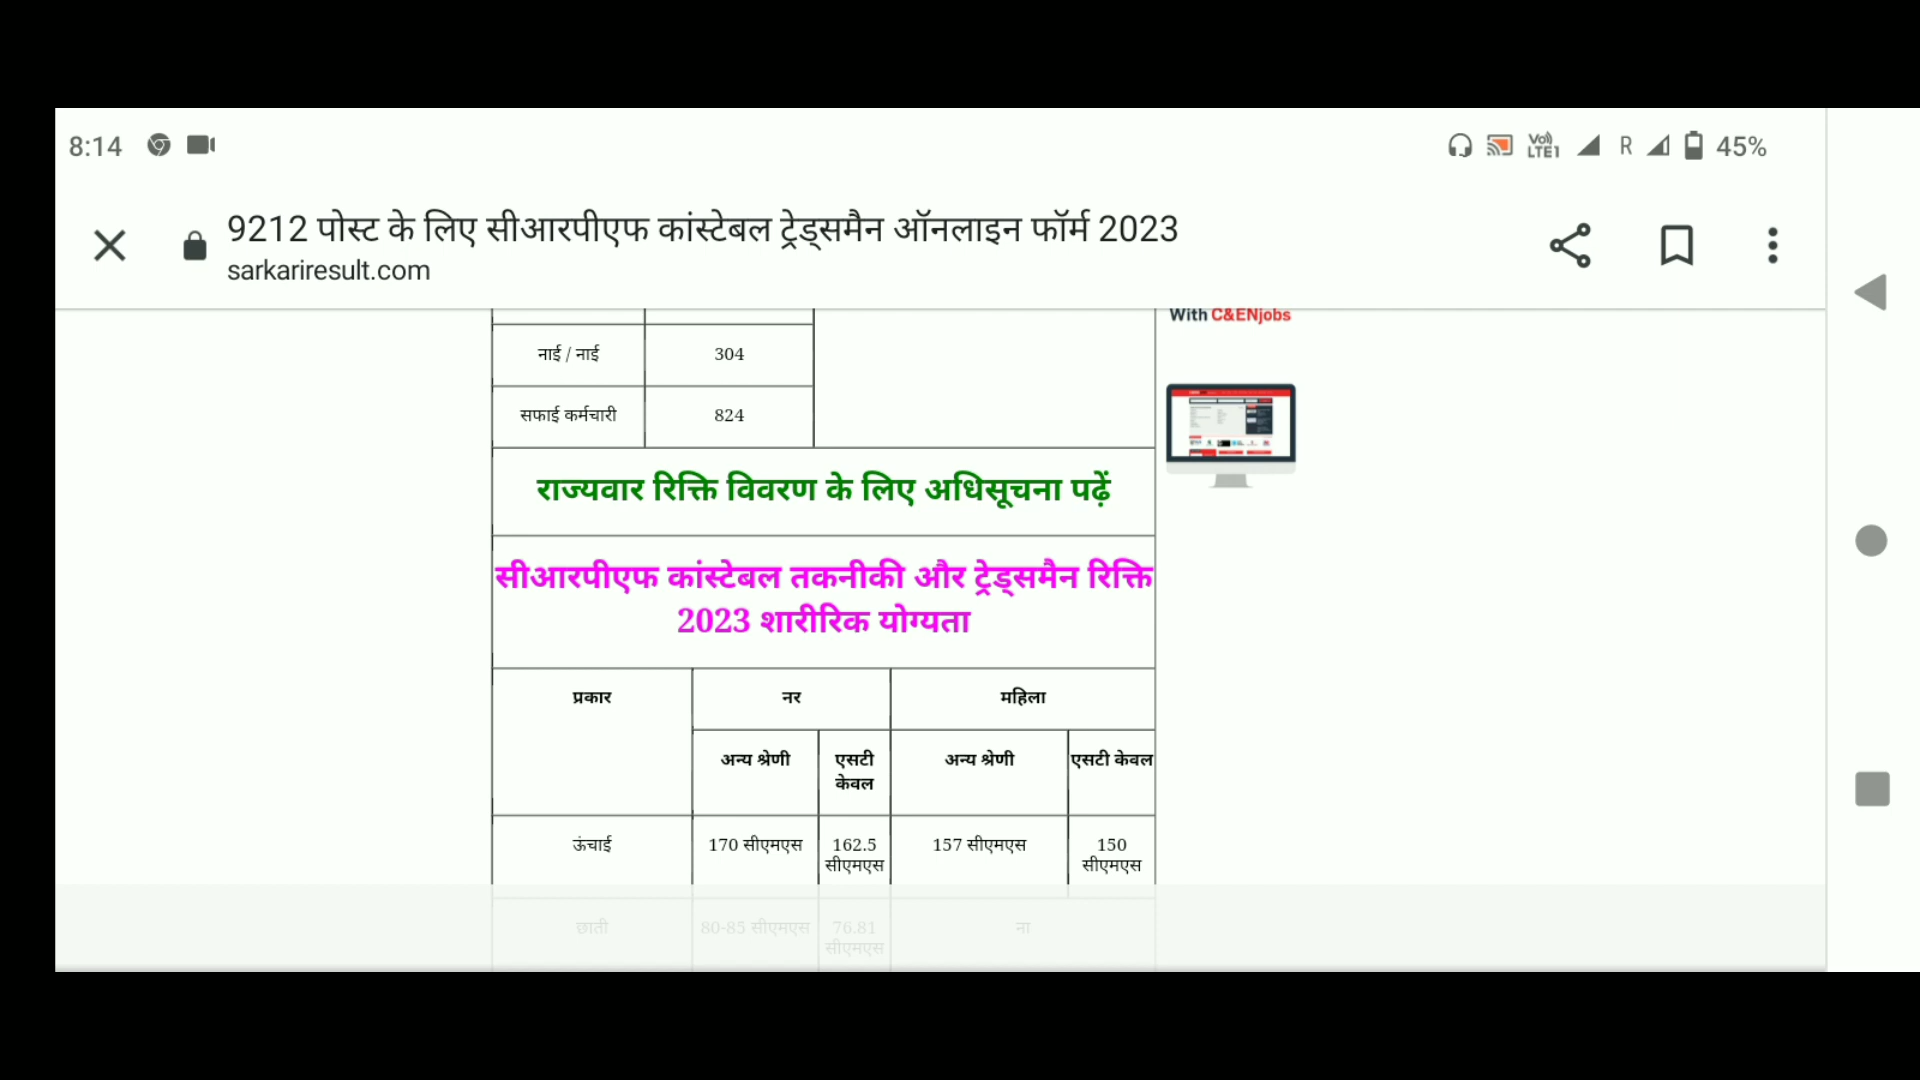 8:14
Vo) LTE1 R 45%
9212 पोस्ट के लिए सीआरपीएफ कांस्टेबल ट्रेड्समैन ऑनलाइन फॉर्म 2023
sarkariresult.com
With C&ENjobs
नाई / नाई 304
सफाई कर्मचारी 824
राज्यवार रिक्ति विवरण के लिए अधिसूचना पढ़ें
सीआरपीएफ कांस्टेबल तकनीकी और ट्रेड्समैन रिक्ति
2023 शारीरिक योग्यता
प्रकार नर महिला
अन्य श्रेणी एसटी केवल अन्य श्रेणी एसटी केवल
ऊंचाई 170 सीएमएस 162.5 सीएमएस 157 सीएमएस 150 सीएमएस
छाती 80-85 सीएमएस 76.81 सीएमएस ना